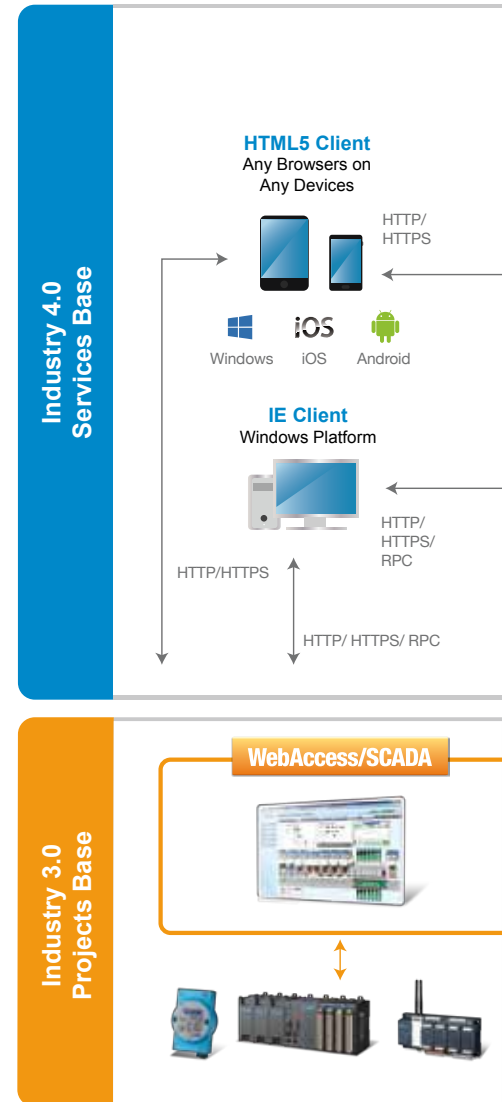 Industry 4.0
Services Base
HTML5 Client
Any Browsers on
Any Devices
HTTP/
HTTPS
Windows
iOS
iOS
Android
IE Client
Windows Platform
HTTP/
HTTPS/
RPC
HTTP/HTTPS
HTTP/ HTTPS/ RPC
Industry 3.0
Projects Base
WebAccess/SCADA